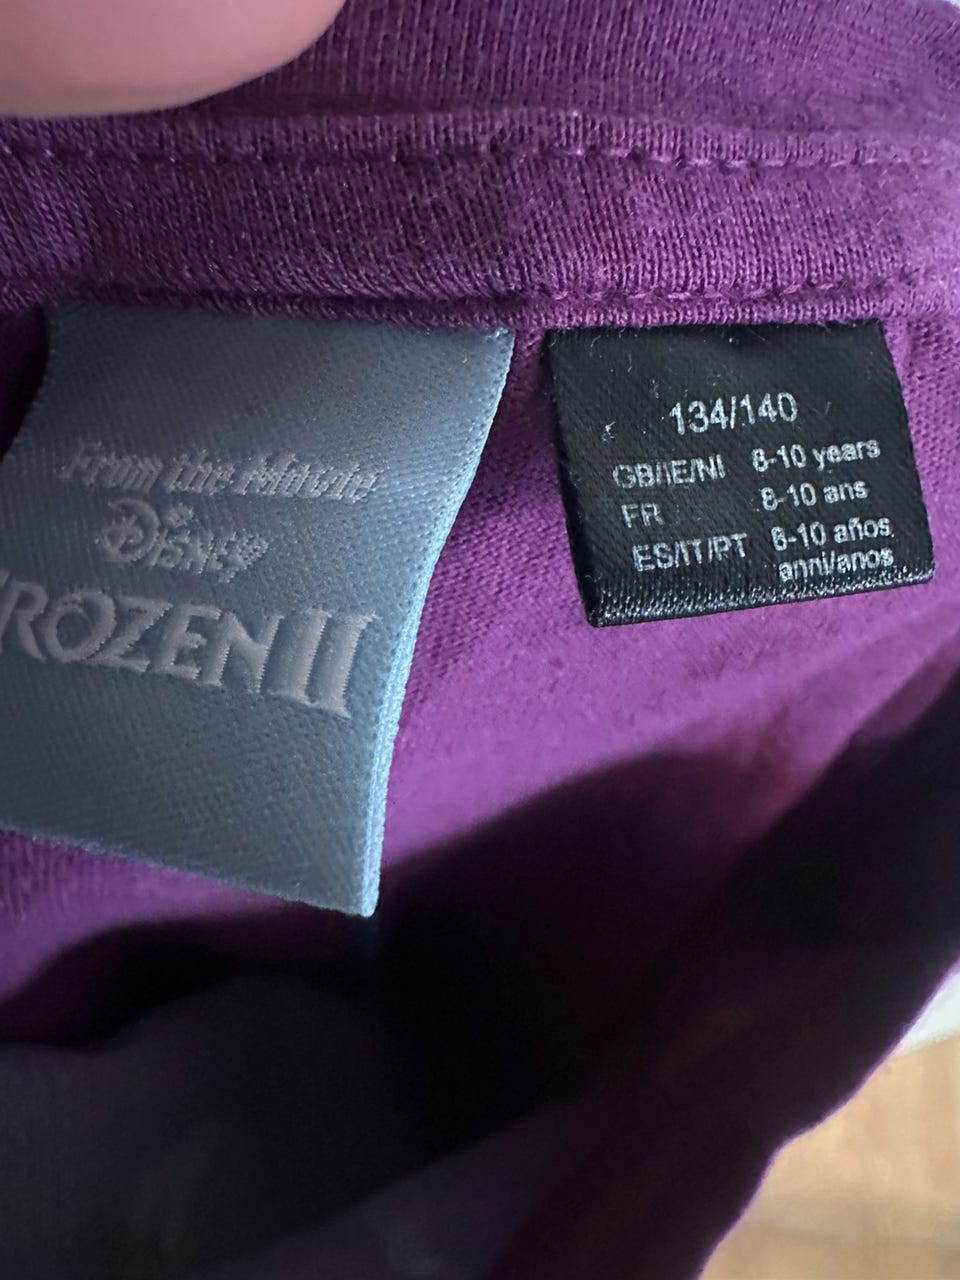 From the Movie
Disney
FROZEN II
134/140
GB/IE/NI 8-10 years
FR 8-10 ans
ES/IT/PT 8-10 años
anni/anos